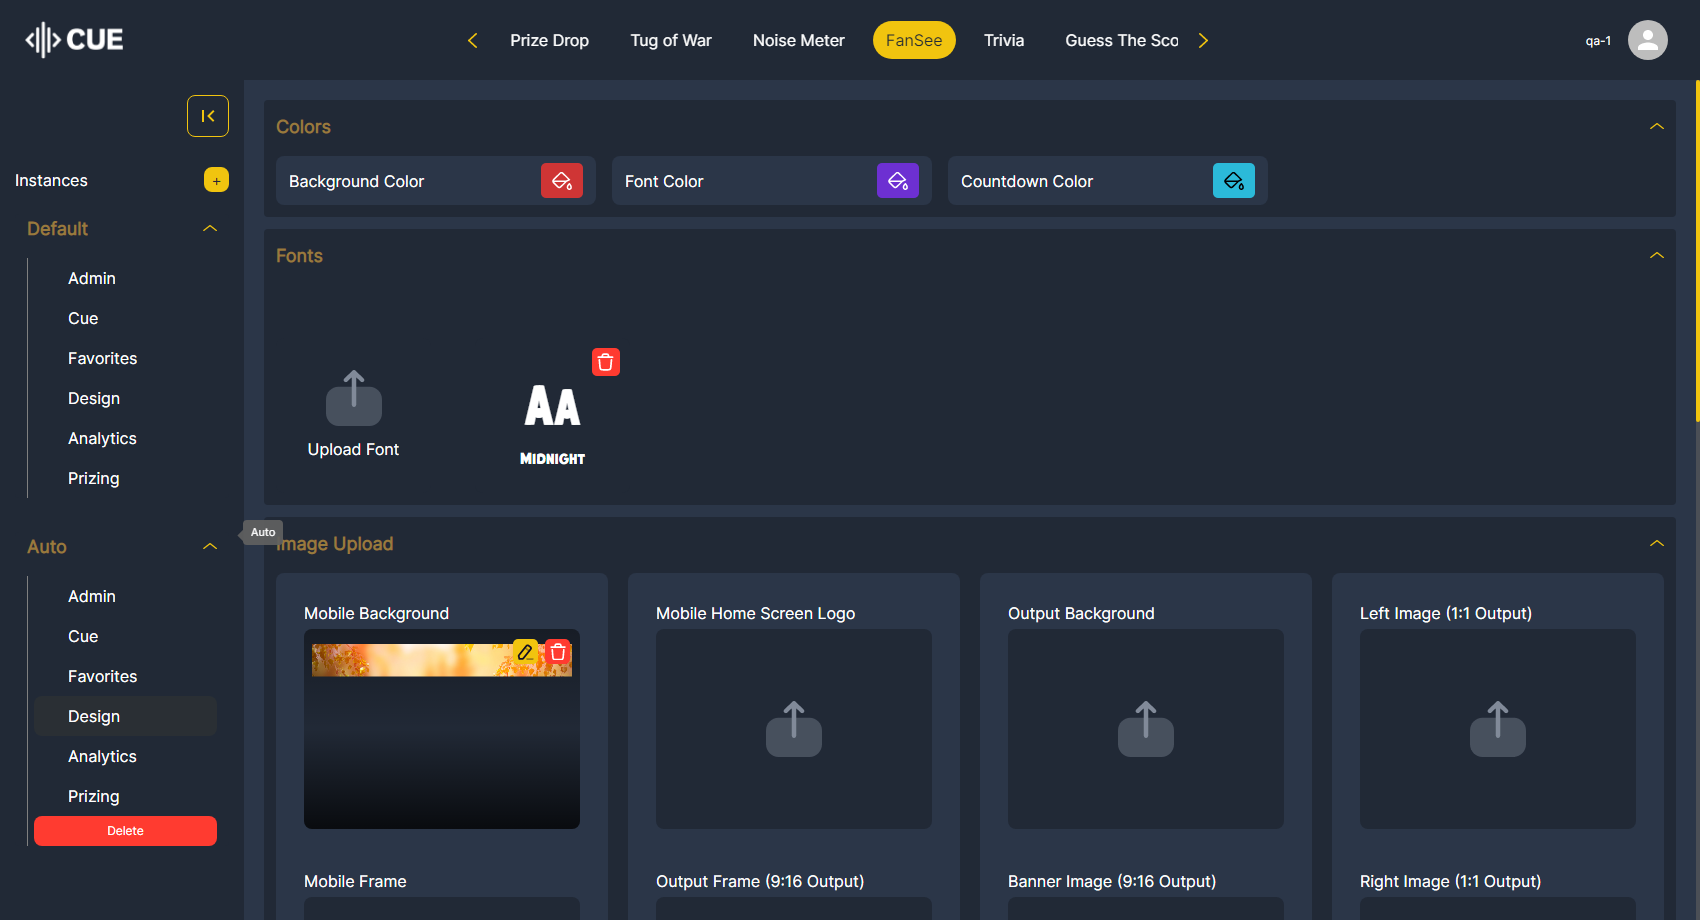 CUE
Prize Drop
Tug of War
Noise Meter
FanSee
Trivia
Guess The Sco
qa-1
Instances
+
Default
Admin
Cue
Favorites
Design
Analytics
Prizing
Auto
Admin
Cue
Favorites
Design
Analytics
Prizing
Delete
Auto
Colors
Background Color
Font Color
Countdown Color
Fonts
Upload Font
AA
MIDNIGHT
Image Upload
Mobile Background
Mobile Home Screen Logo
Output Background
Left Image (1:1 Output)
Mobile Frame
Output Frame (9:16 Output)
Banner Image (9:16 Output)
Right Image (1:1 Output)